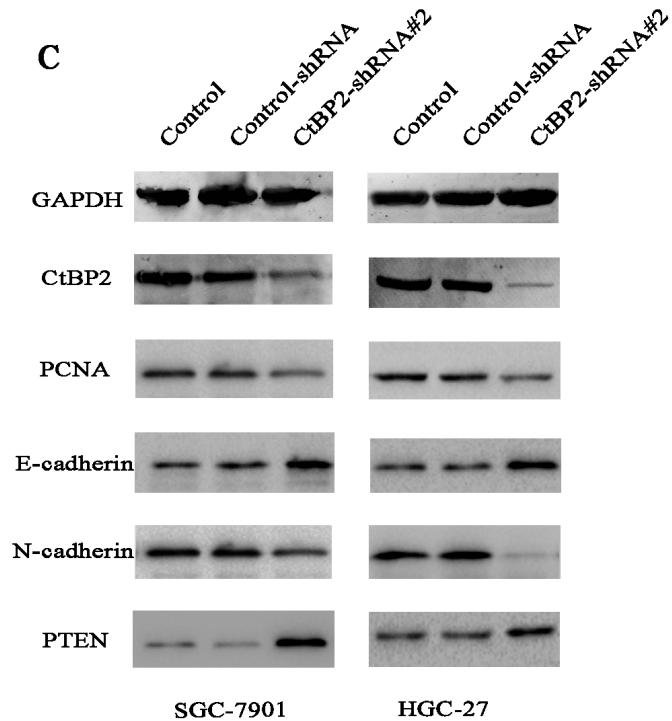 C
Control
Control-shRNA
CtBP2-shRNA#2
Control
Control-shRNA
CtBP2-shRNA#2
GAPDH
CtBP2
PCNA
E-cadherin
N-cadherin
PTEN
SGC-7901
HGC-27